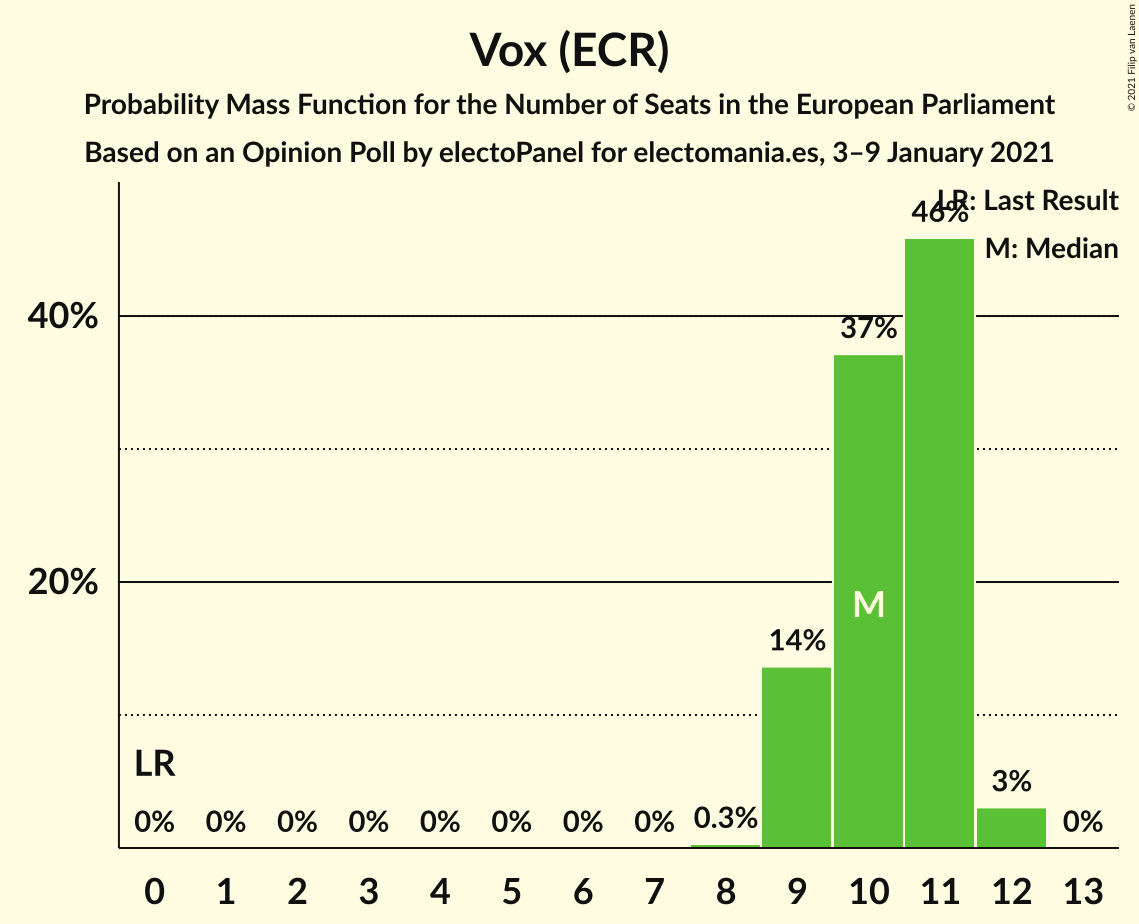 Vox (ECR)
Probability Mass Function for the Number of Seats in the European Parliament
Based on an Opinion Poll by electoPanel for electomania.es, 3–9 January 2021
© 2021 Filip van Laenen
LR: Last Result
M: Median
46%
40%
37%
20%
M
14%
LR
3%
0% 0% 0% 0% 0% 0% 0% 0% 0.3% 0%
0 1 2 3 4 5 6 7 8 9 10 11 12 13